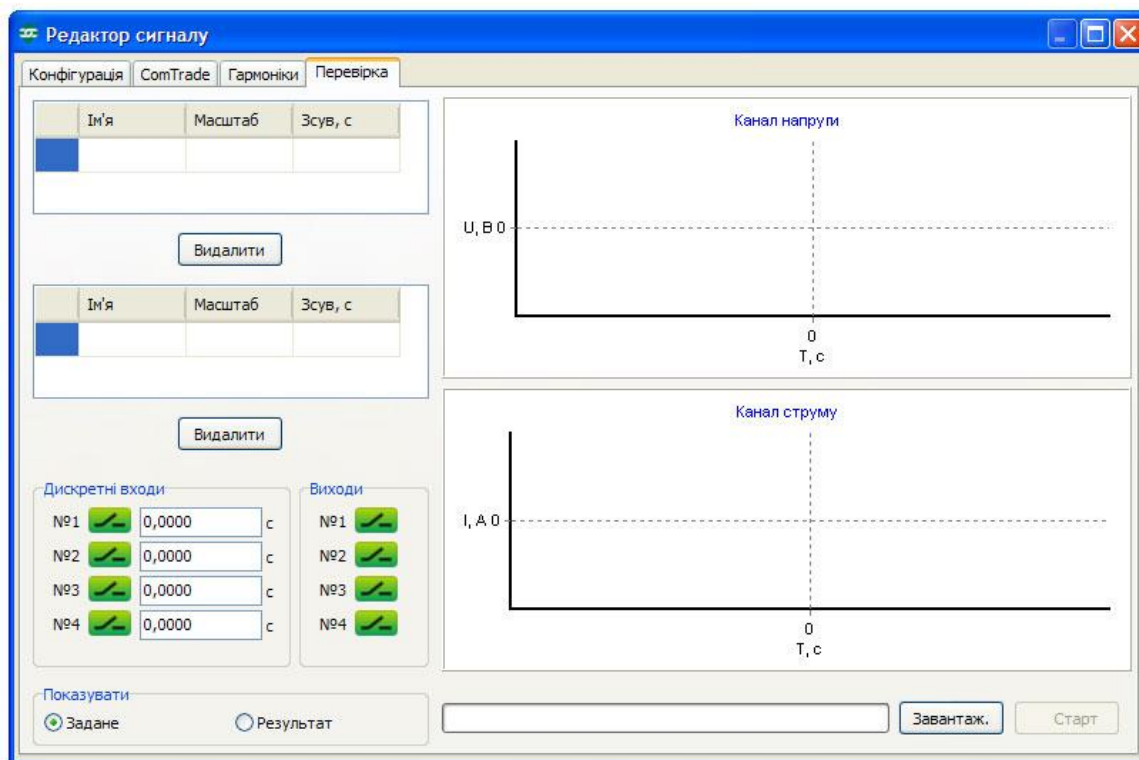 Редактор сигналу
Конфігурація ComTrade Гармоніки Перевірка
Ім'я Масштаб Зсув, с
Видалити
Ім'я Масштаб Зсув, с
Видалити
Дискретні входи
№1 0,0000 с
№2 0,0000 с
№3 0,0000 с
№4 0,0000 с
Виходи
№1
№2
№3
№4
Показувати
Задане Результат
Канал напруги
U, В 0
0
Т, с
Канал струму
I, А 0
0
Т, с
Завантаж. Старт